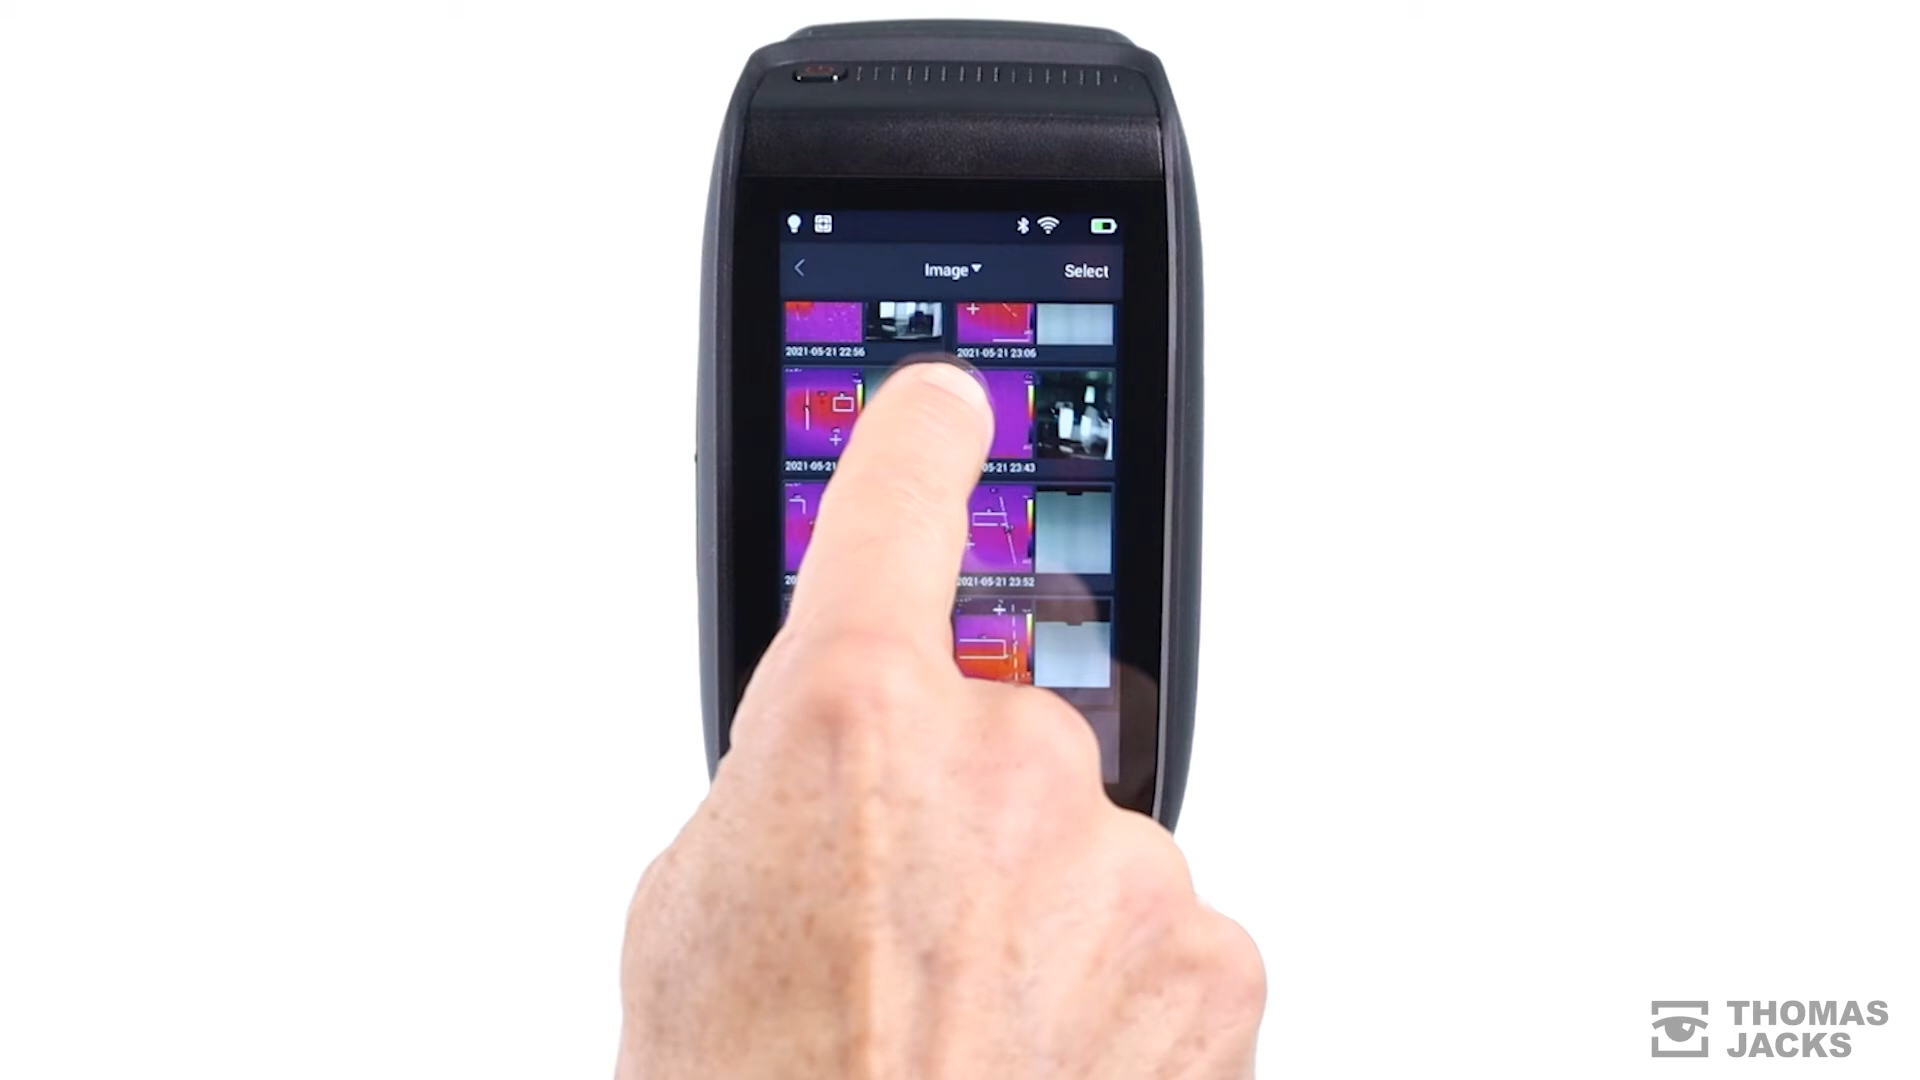 Image
Select
2021-05-21 22:56
2021-05-21 23:06
2021-05-21
05-21 23:43
2021-05-21 23:52
THOMAS
JACKS